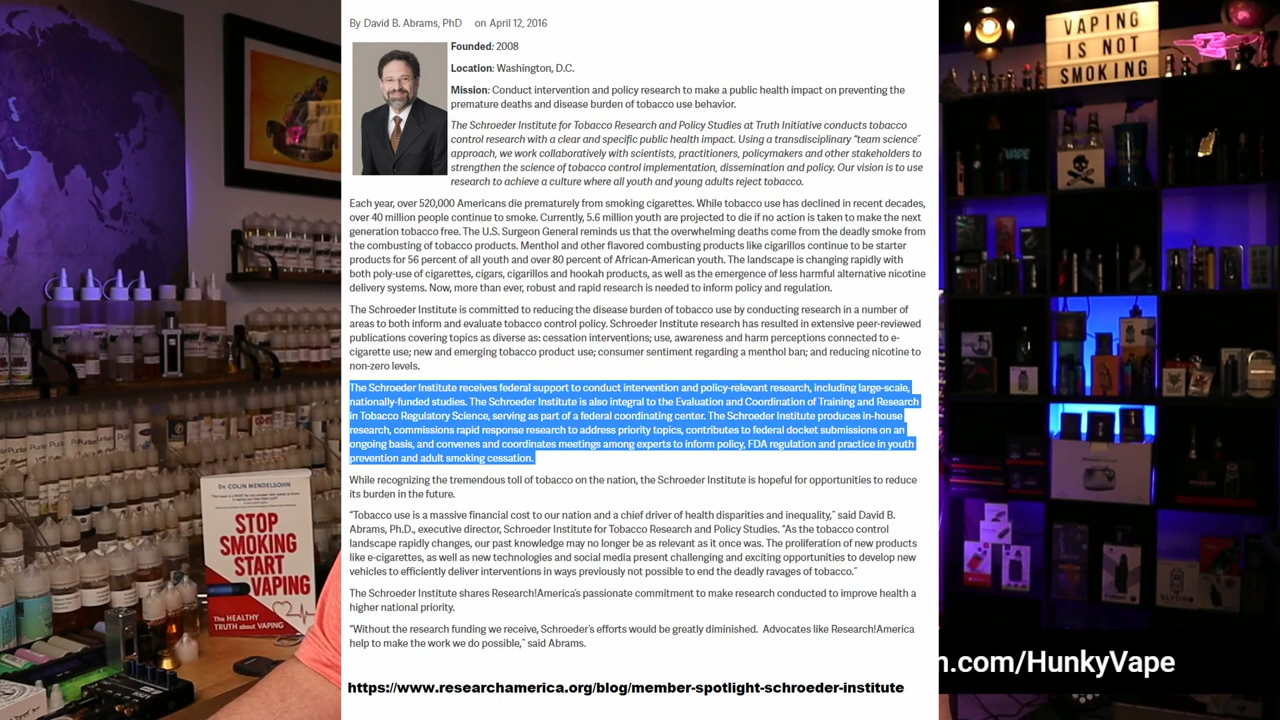 By David B. Abrams, PhD on April 12, 2016
Founded: 2008
Location: Washington, D.C.
Mission: Conduct intervention and policy research to make a public health impact on preventing the
premature deaths and disease burden of tobacco use behavior.
The Schroeder Institute for Tobacco Research and Policy Studies at Truth Initiative conducts tobacco
control research with a clear and specific public health impact. Using a transdisciplinary "team science"
approach, we work collaboratively with scientists, practitioners, policymakers and other stakeholders to
strengthen the science of tobacco control implementation, dissemination and policy. Our vision is to use
research to achieve a culture where all youth and young adults reject tobacco.
Each year, over 520,000 Americans die prematurely from smoking cigarettes. While tobacco use has declined in recent decades,
over 40 million people continue to smoke. Currently, 5.6 million youth are projected to die if no action is taken to make the next
generation tobacco free. The U.S. Surgeon General reminds us that the overwhelming deaths come from the deadly smoke from
the combusting of tobacco products. Menthol and other flavored combusting products like cigarillos continue to be starter
products for 56 percent of all youth and over 80 percent of African-American youth. The landscape is changing rapidly with
both poly-use of cigarettes, cigars, cigarillos and hookah products, as well as the emergence of less harmful alternative nicotine
delivery systems. Now, more than ever, robust and rapid research is needed to inform policy and regulation.
The Schroeder Institute is committed to reducing the disease burden of tobacco use by conducting research in a number of
areas to both inform and evaluate tobacco control policy. Schroeder Institute research has resulted in extensive peer-reviewed
publications covering topics as diverse as: cessation interventions; use, awareness and harm perceptions connected to e-
cigarette use; new and emerging tobacco product use; consumer sentiment regarding a menthol ban; and reducing nicotine to
non-zero levels.
The Schroeder Institute receives federal support to conduct intervention and policy-relevant research, including large-scale,
nationally-funded studies. The Schroeder Institute is also integral to the Evaluation and Coordination of Training and Research
in Tobacco Regulatory Science, serving as part of a federal coordinating center. The Schroeder Institute produces in-house
research, commissions rapid response research to address priority topics, contributes to federal docket submissions on an
ongoing basis, and convenes and coordinates meetings among experts to inform policy, FDA regulation and practice in youth
prevention and adult smoking cessation.
While recognizing the tremendous toll of tobacco on the nation, the Schroeder Institute is hopeful for opportunities to reduce
its burden in the future.
"Tobacco use is a massive financial cost to our nation and a chief driver of health disparities and inequality," said David B.
Abrams, Ph.D., executive director, Schroeder Institute for Tobacco Research and Policy Studies. "As the tobacco control
landscape rapidly changes, our past knowledge may no longer be as relevant as it once was. The proliferation of new products
like e-cigarettes, as well as new technologies and social media present challenging and exciting opportunities to develop new
vehicles to efficiently deliver interventions in ways previously not possible to end the deadly ravages of tobacco."
The Schroeder Institute shares Research!America's passionate commitment to make research conducted to improve health a
higher national priority.
"Without the research funding we receive, Schroeder's efforts would be greatly diminished.  Advocates like Research!America
help to make the work we do possible," said Abrams.
https://www.researchamerica.org/blog/member-spotlight-schroeder-institute
VAPING
IS NOT
SMOKING
Dr COLIN MENDELSOHN
STOP
SMOKING
START
VAPING
The HEALTHY
TRUTH about VAPING
n.com/HunkyVape